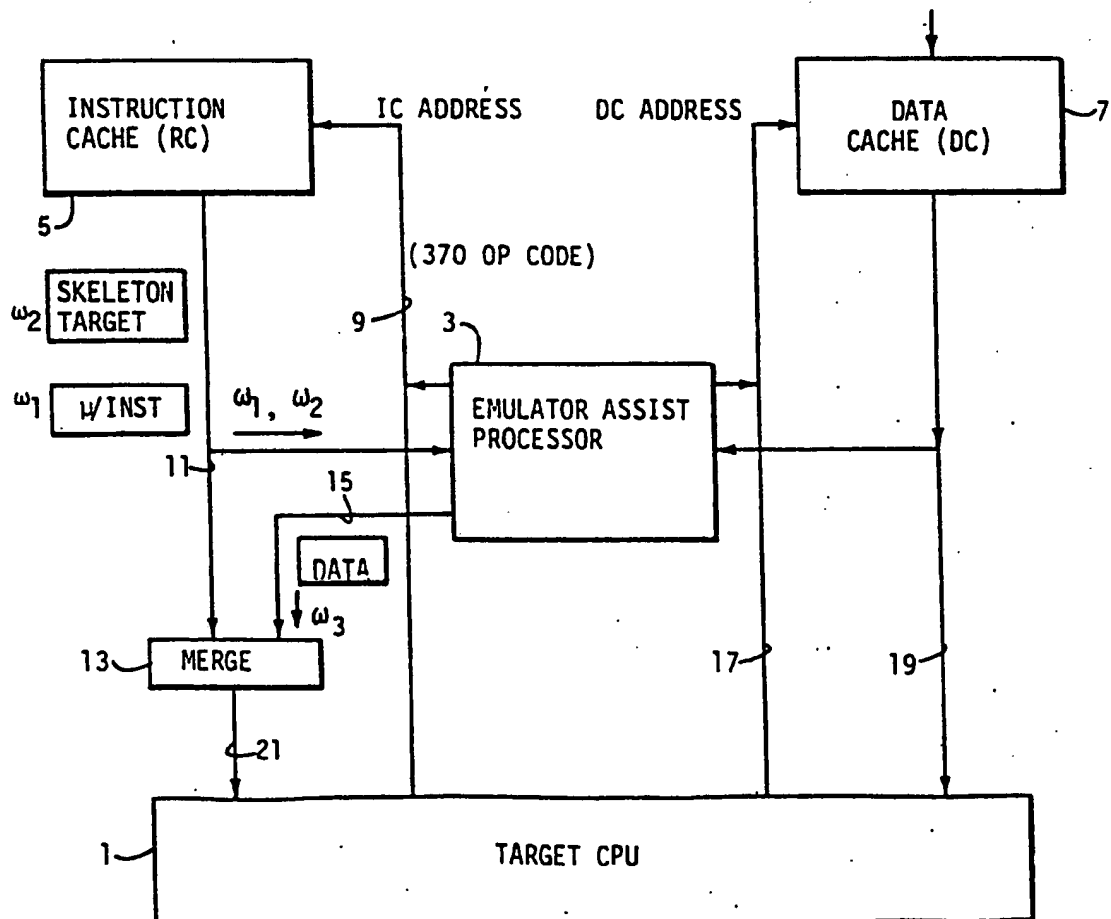 INSTRUCTION
CACHE (RC)
5
IC ADDRESS
DC ADDRESS
DATA
CACHE (DC)
7
(370 OP CODE)
9
ω2
SKELETON
TARGET
ω1
μ/INST
ω1, ω2
11
3
EMULATOR ASSIST
PROCESSOR
15
DATA
ω3
13
MERGE
17
19
21
1
TARGET CPU